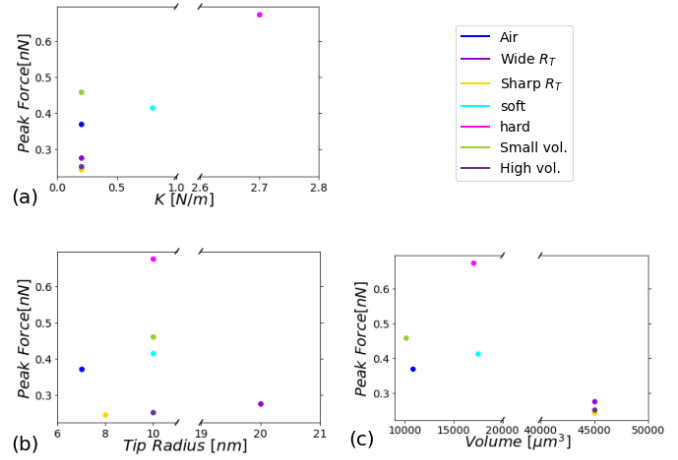 0.6
0.5
0.4
0.3
Peak Force[nN]
0.0 0.5 1.0 2.6 2.7 2.8
K [N/m]
(a)
Air
Wide R_T
Sharp R_T
soft
hard
Small vol.
High vol.
0.6
0.5
0.4
0.3
Peak Force[nN]
6 8 10 19 20 21
Tip Radius [nm]
(b)
0.6
0.5
0.4
0.3
Peak Force[nN]
10000 15000 20000 40000 45000 50000
Volume [μm³]
(c)